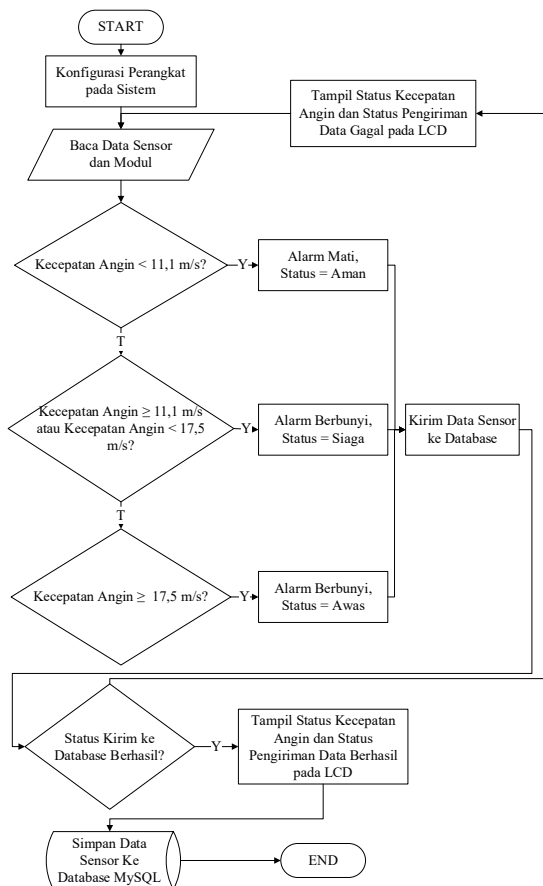 START
Konfigurasi Perangkat
pada Sistem
Tampil Status Kecepatan
Angin dan Status Pengiriman
Data Gagal pada LCD
Baca Data Sensor
dan Modul
Kecepatan Angin < 11,1 m/s?
Y
Alarm Mati,
Status = Aman
T
Kecepatan Angin ≥ 11,1 m/s
atau Kecepatan Angin < 17,5
m/s?
Y
Alarm Berbunyi,
Status = Siaga
Kirim Data Sensor
ke Database
T
Kecepatan Angin ≥ 17,5 m/s?
Y
Alarm Berbunyi,
Status = Awas
Status Kirim ke
Database Berhasil?
Y
Tampil Status Kecepatan
Angin dan Status
Pengiriman Data Berhasil
pada LCD
Simpan Data
Sensor Ke
Database MySQL
END